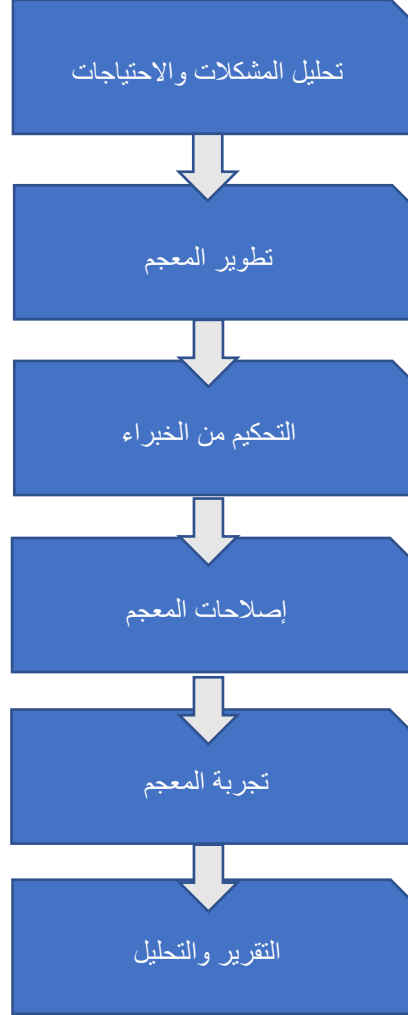 تحليل المشكلات والاحتياجات
تطوير المعجم
التحكيم من الخبراء
إصلاحات المعجم
تجربة المعجم
التقرير والتحليل